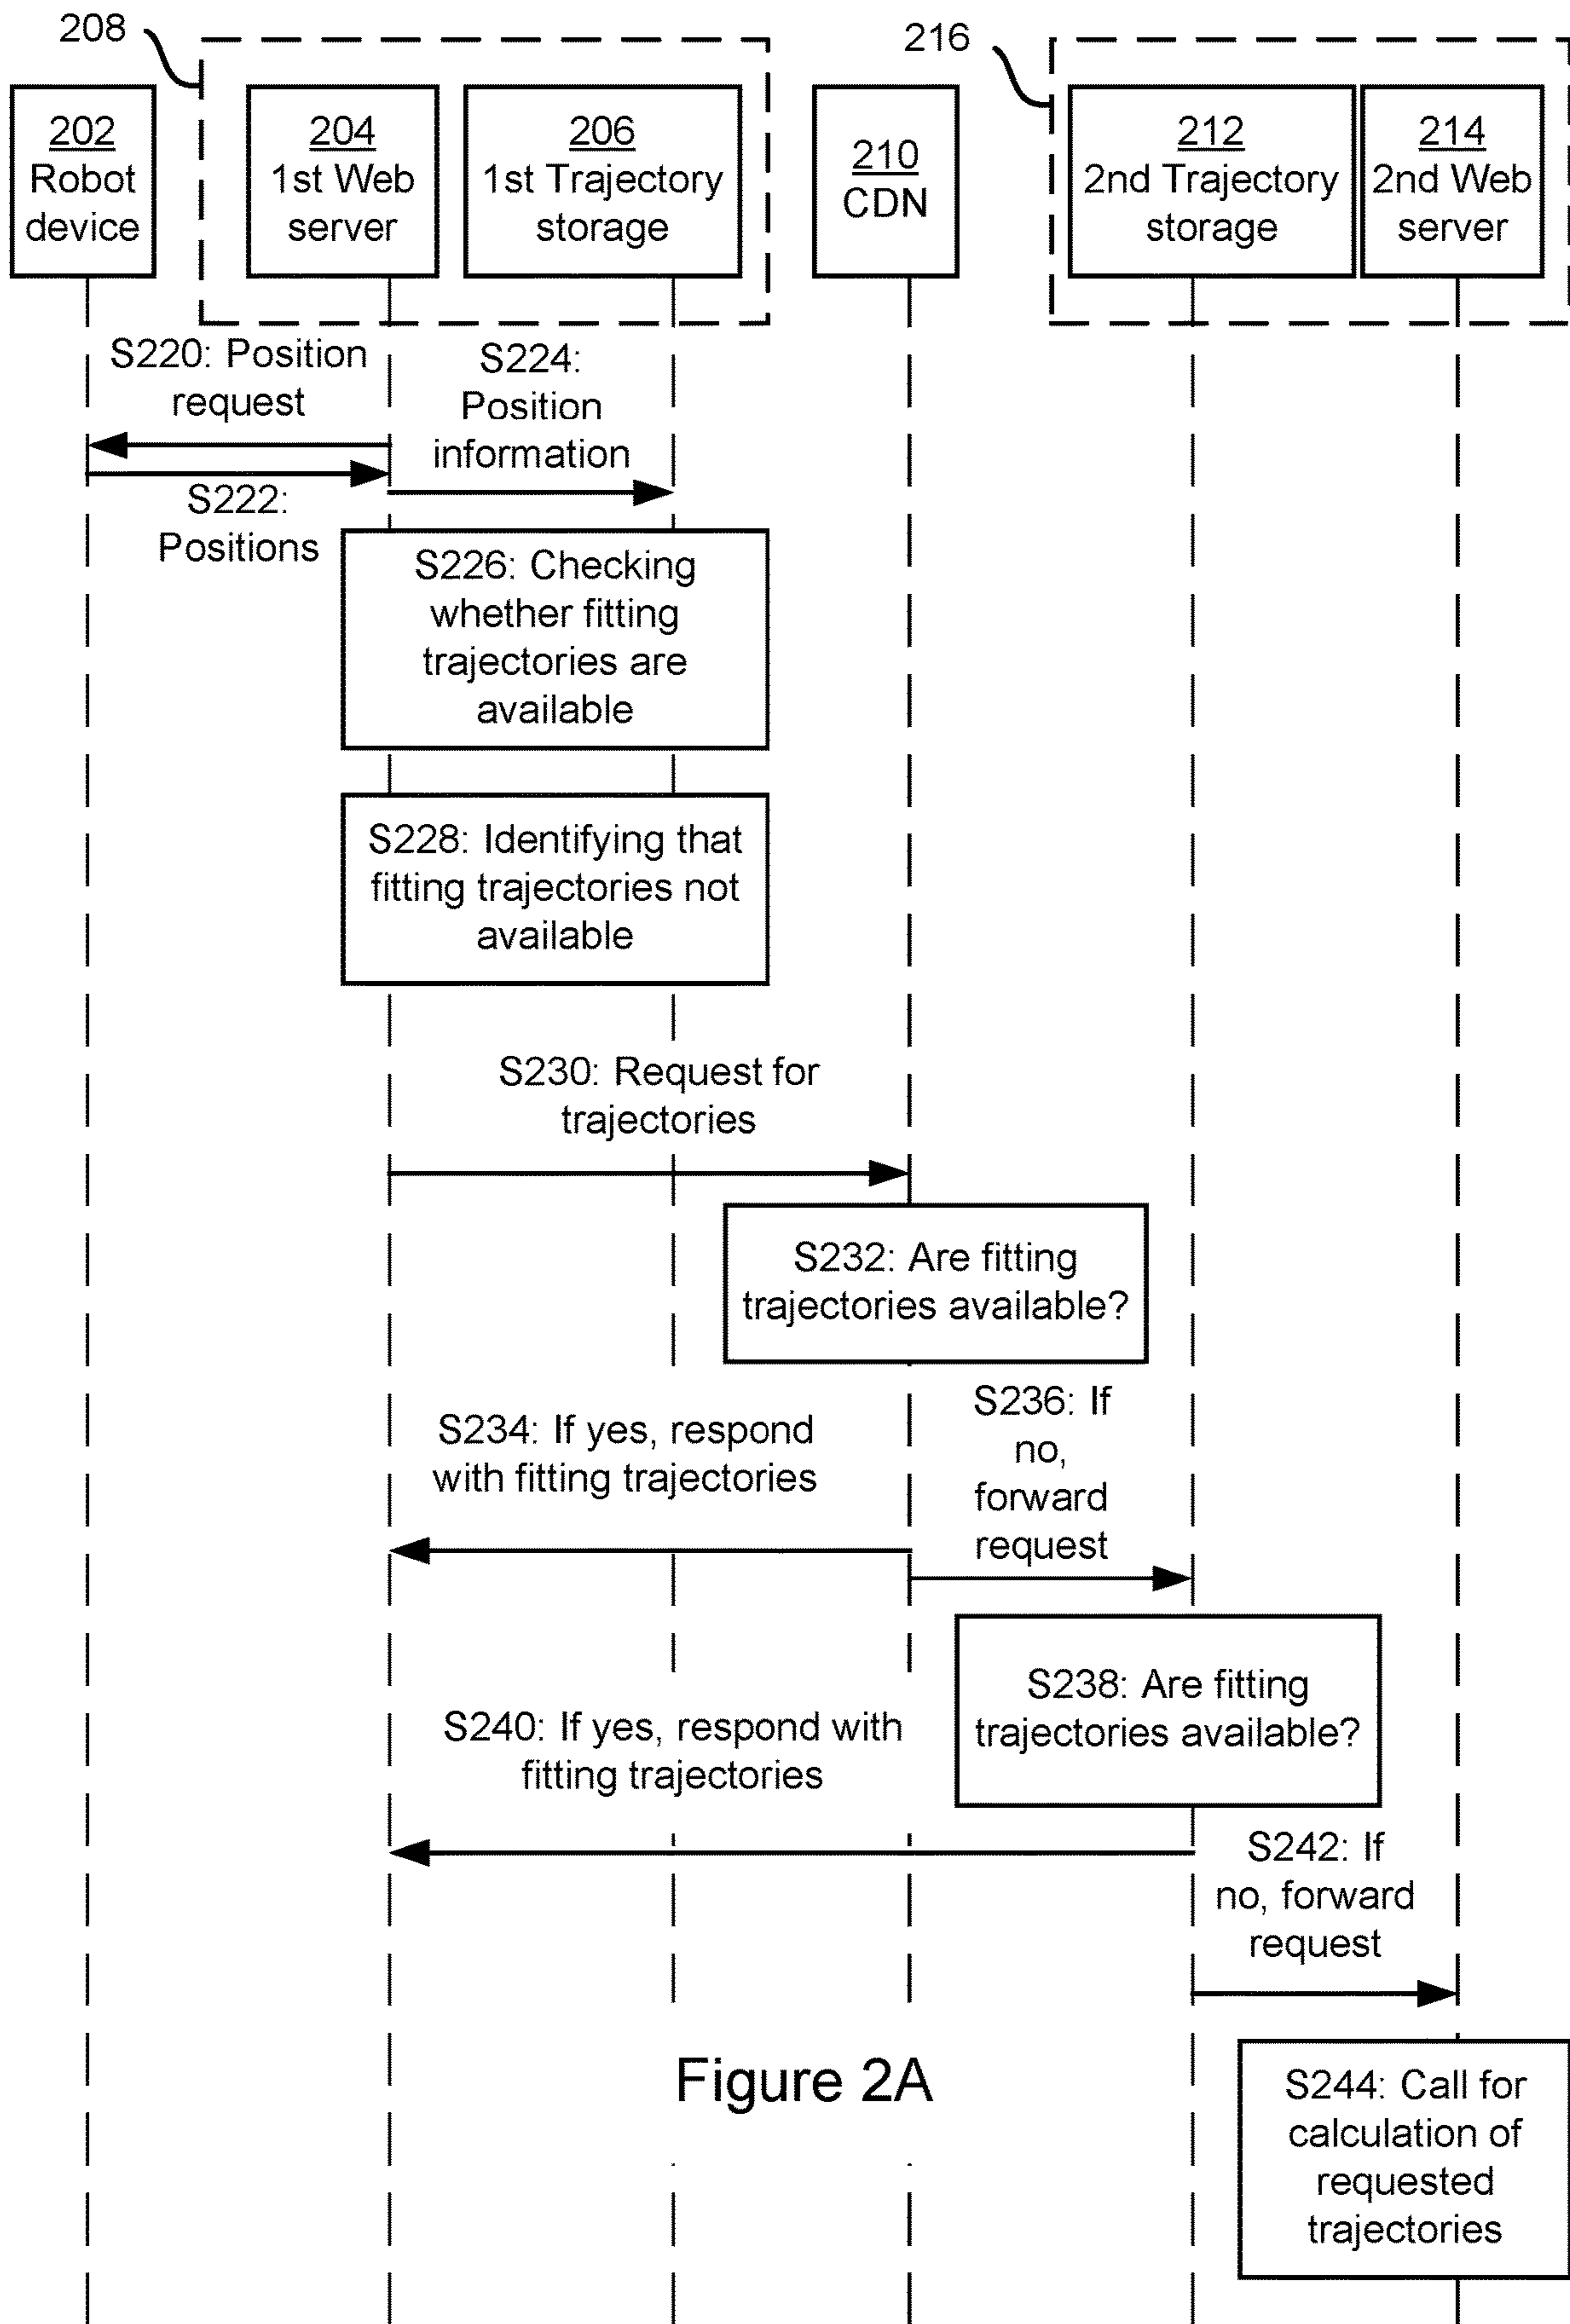 208
216
202
Robot
device
204
1st Web
server
206
1st Trajectory
storage
210
CDN
212
2nd Trajectory
storage
214
2nd Web
server
S220: Position
request
S224:
Position
information
S222:
Positions
S226: Checking
whether fitting
trajectories are
available
S228: Identifying that
fitting trajectories not
available
S230: Request for
trajectories
S232: Are fitting
trajectories available?
S234: If yes, respond
with fitting trajectories
S236: If
no,
forward
request
S238: Are fitting
trajectories available?
S240: If yes, respond with
fitting trajectories
S242: If
no, forward
request
S244: Call for
calculation of
requested
trajectories
Figure 2A